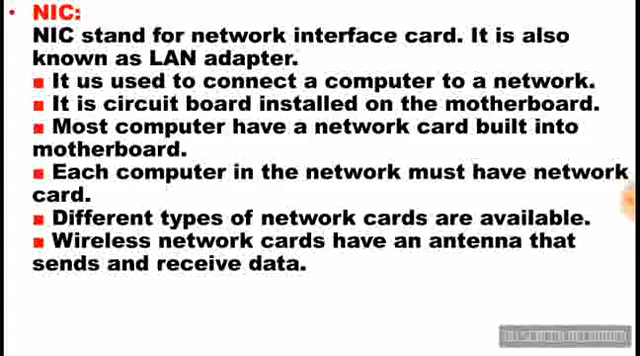 • NIC:
NIC stand for network interface card. It is also
known as LAN adapter.
■ It us used to connect a computer to a network.
■ It is circuit board installed on the motherboard.
■ Most computer have a network card built into
motherboard.
■ Each computer in the network must have network
card.
■ Different types of network cards are available.
■ Wireless network cards have an antenna that
sends and receive data.